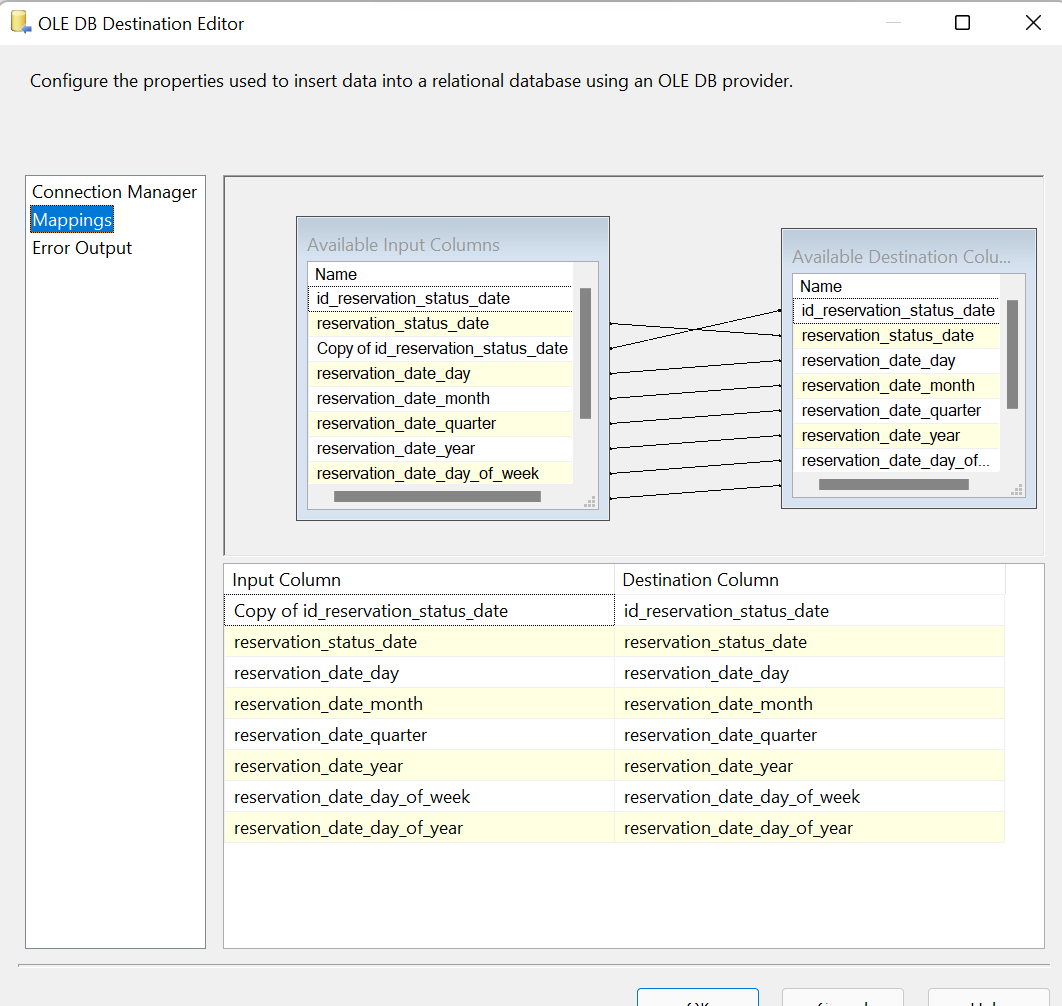 OLE DB Destination Editor
Configure the properties used to insert data into a relational database using an OLE DB provider.
Connection Manager
Mappings
Error Output
Available Input Columns
Name
id_reservation_status_date
reservation_status_date
Copy of id_reservation_status_date
reservation_date_day
reservation_date_month
reservation_date_quarter
reservation_date_year
reservation_date_day_of_week
Available Destination Colu...
Name
id_reservation_status_date
reservation_status_date
reservation_date_day
reservation_date_month
reservation_date_quarter
reservation_date_year
reservation_date_day_of...
Input Column Destination Column
Copy of id_reservation_status_date id_reservation_status_date
reservation_status_date reservation_status_date
reservation_date_day reservation_date_day
reservation_date_month reservation_date_month
reservation_date_quarter reservation_date_quarter
reservation_date_year reservation_date_year
reservation_date_day_of_week reservation_date_day_of_week
reservation_date_day_of_year reservation_date_day_of_year